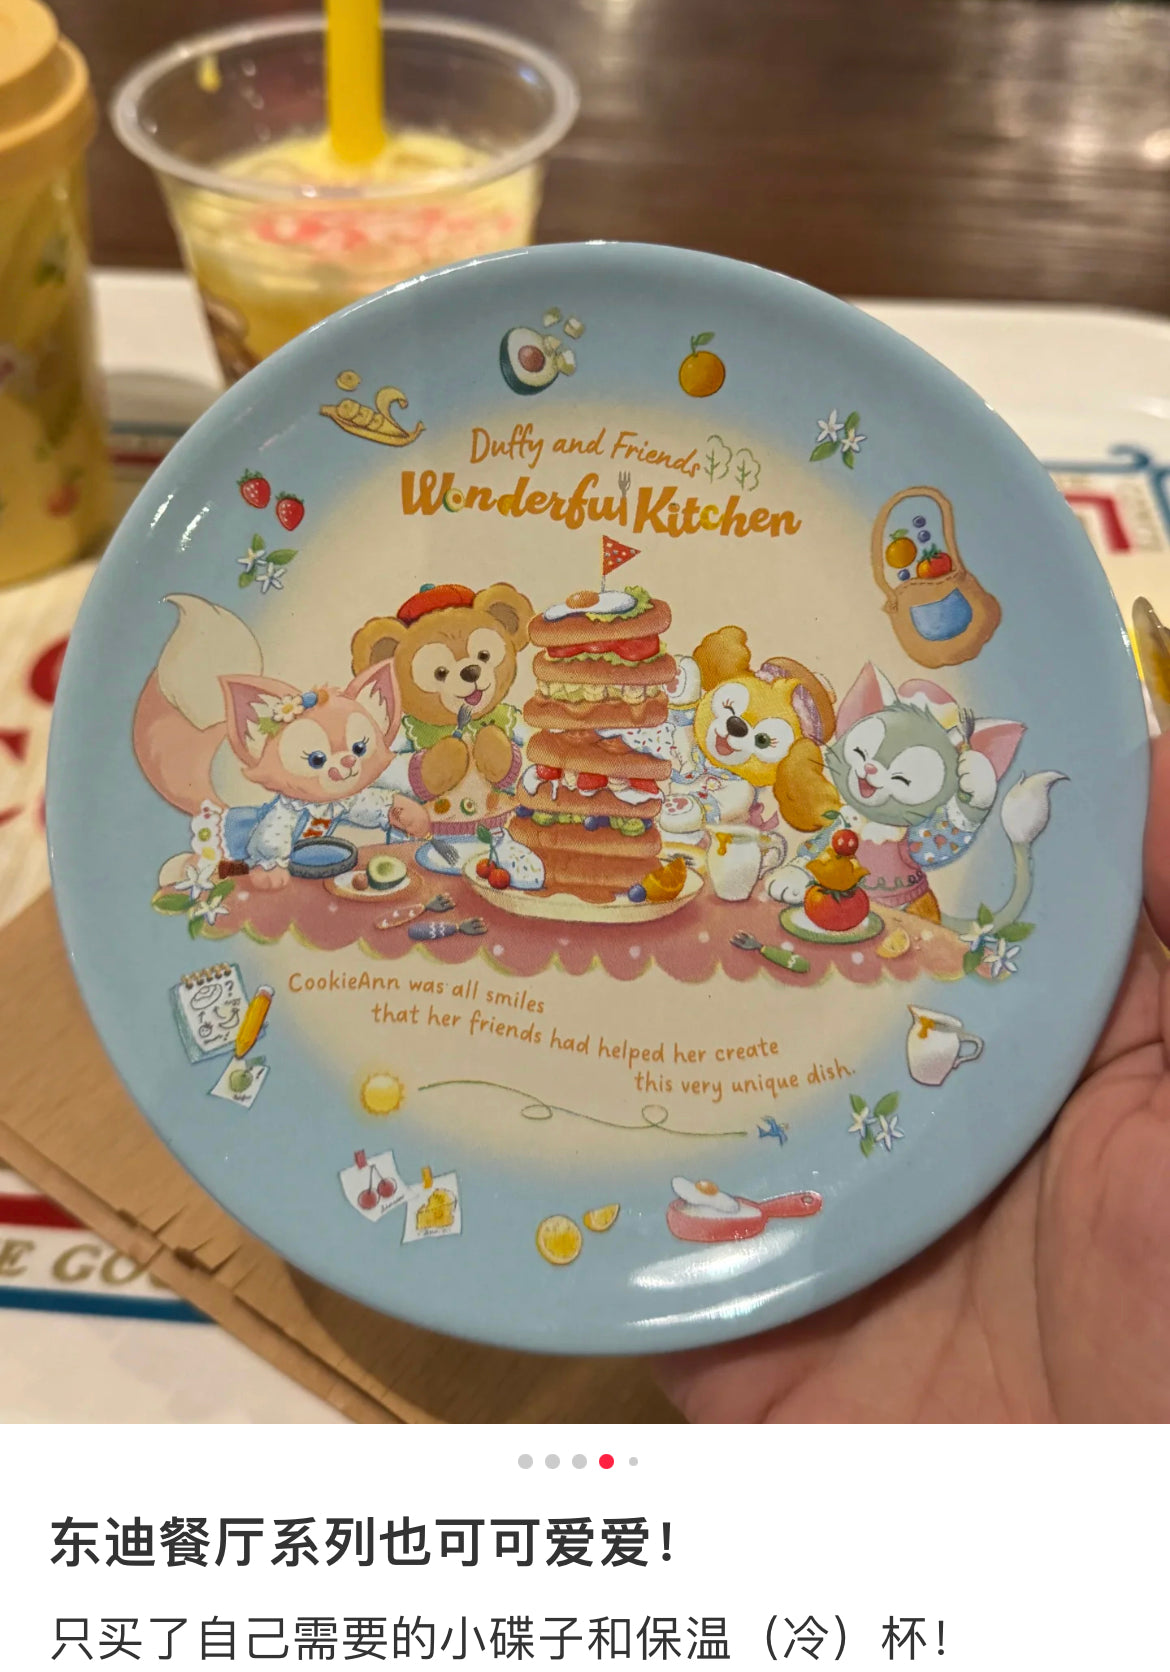 Duffy and Friends
Wonderful Kitchen
CookieAnn was all smiles
that her friends had helped her create
this very unique dish.
E GO
东迪餐厅系列也可可爱爱！
只买了自己需要的小碟子和保温（冷）杯！